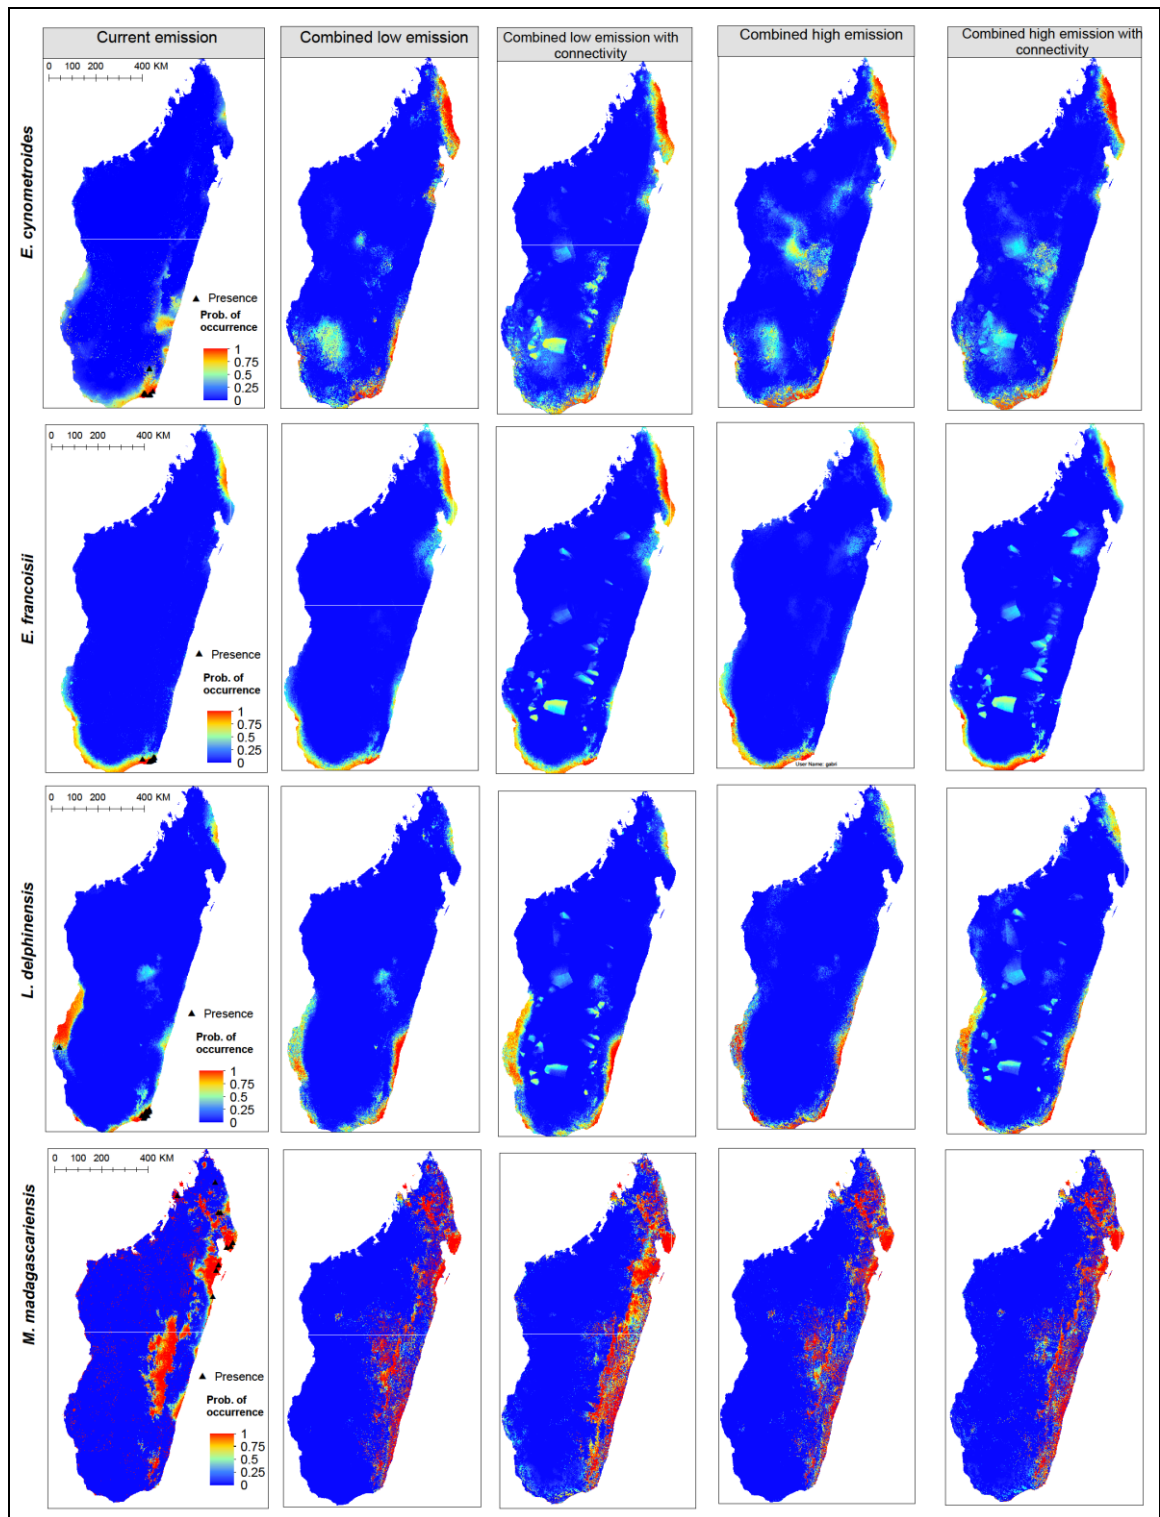 Current emission
Combined low emission
Combined low emission with
connectivity
Combined high emission
Combined high emission with
connectivity
0 200 400 KM
E. cynometroides
Presence
Prob. of
occurrence
1
0.75
0.5
0.25
0
0 200 400 KM
E. francoisii
Presence
Prob. of
occurrence
1
0.75
0.5
0.25
0
User Name: gabri
0 200 400 KM
L. delphinensis
Presence
Prob. of
occurrence
1
0.75
0.5
0.25
0
0 200 400 KM
M. madagascariensis
Presence
Prob. of
occurrence
1
0.75
0.5
0.25
0